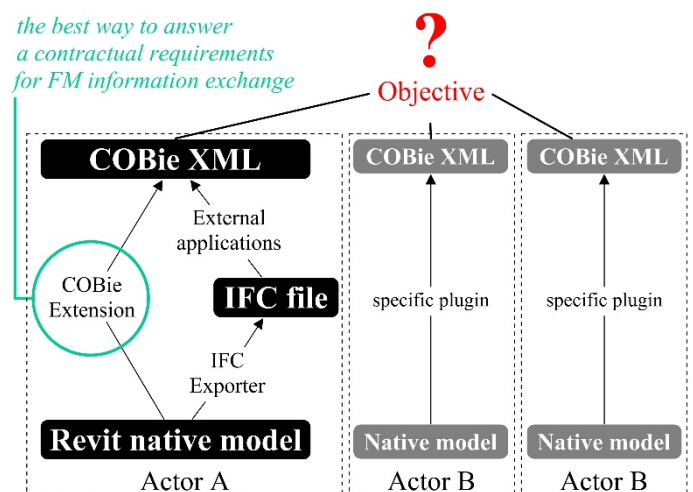 the best way to answer
a contractual requirements
for FM information exchange
?
Objective
COBie XML
COBie XML
COBie XML
External
applications
COBie
Extension
IFC file
specific plugin
specific plugin
IFC
Exporter
Revit native model
Native model
Native model
Actor A
Actor B
Actor B